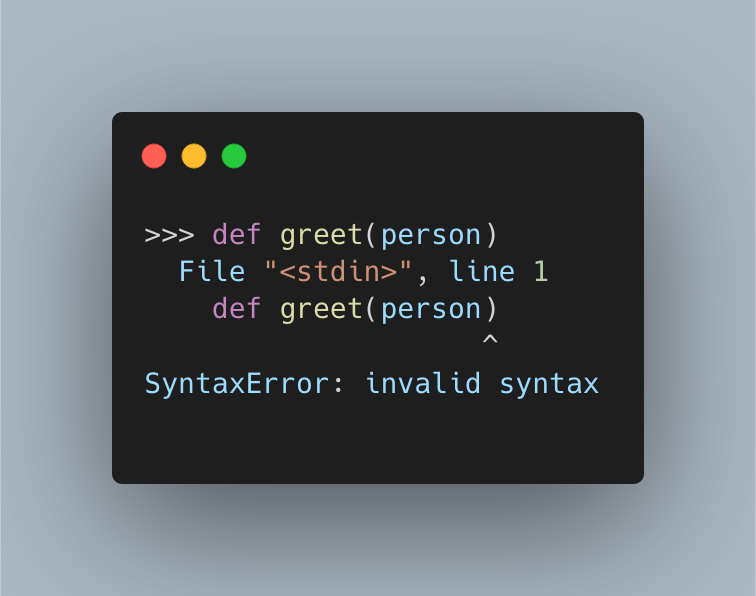 >>> def greet(person)
  File "<stdin>", line 1
    def greet(person)
                    ^
SyntaxError: invalid syntax